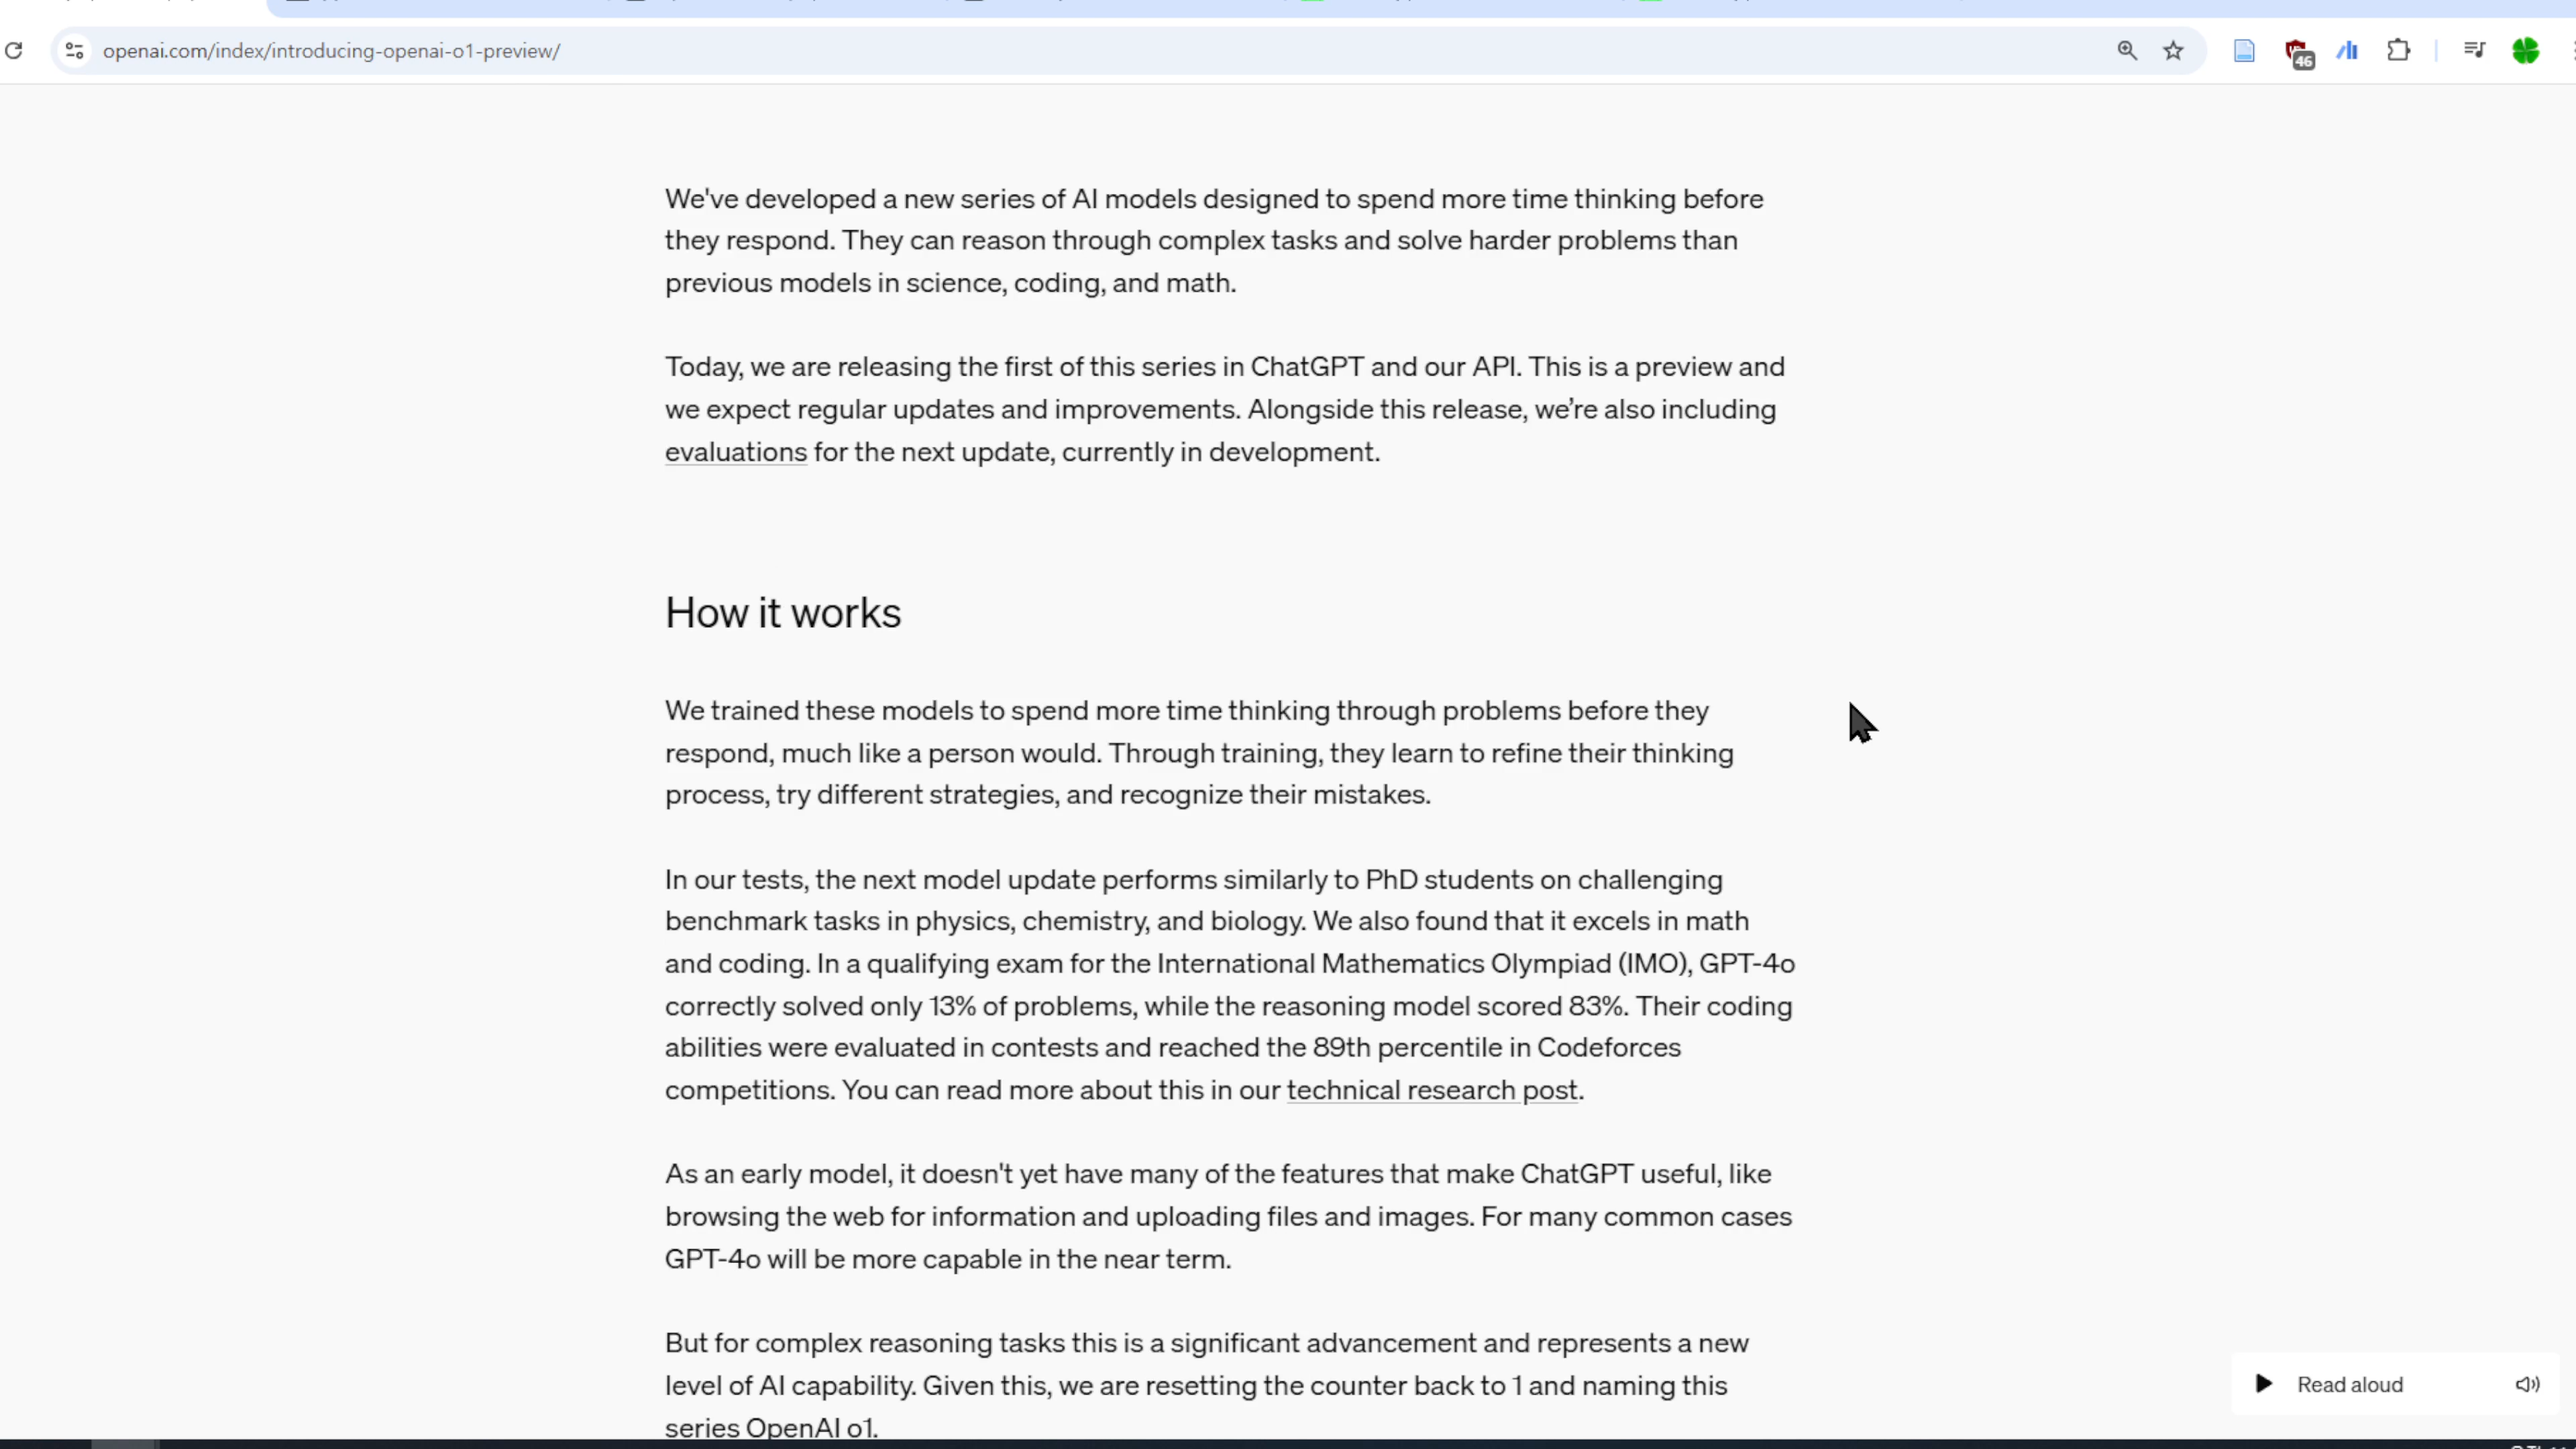 openai.com/index/introducing-openai-o1-preview/
46
We've developed a new series of AI models designed to spend more time thinking before
they respond. They can reason through complex tasks and solve harder problems than
previous models in science, coding, and math.
Today, we are releasing the first of this series in ChatGPT and our API. This is a preview and
we expect regular updates and improvements. Alongside this release, we’re also including
evaluations for the next update, currently in development.
How it works
We trained these models to spend more time thinking through problems before they
respond, much like a person would. Through training, they learn to refine their thinking
process, try different strategies, and recognize their mistakes.
In our tests, the next model update performs similarly to PhD students on challenging
benchmark tasks in physics, chemistry, and biology. We also found that it excels in math
and coding. In a qualifying exam for the International Mathematics Olympiad (IMO), GPT-4o
correctly solved only 13% of problems, while the reasoning model scored 83%. Their coding
abilities were evaluated in contests and reached the 89th percentile in Codeforces
competitions. You can read more about this in our technical research post.
As an early model, it doesn't yet have many of the features that make ChatGPT useful, like
browsing the web for information and uploading files and images. For many common cases
GPT-4o will be more capable in the near term.
But for complex reasoning tasks this is a significant advancement and represents a new
level of AI capability. Given this, we are resetting the counter back to 1 and naming this
series OpenAI o1.
Read aloud